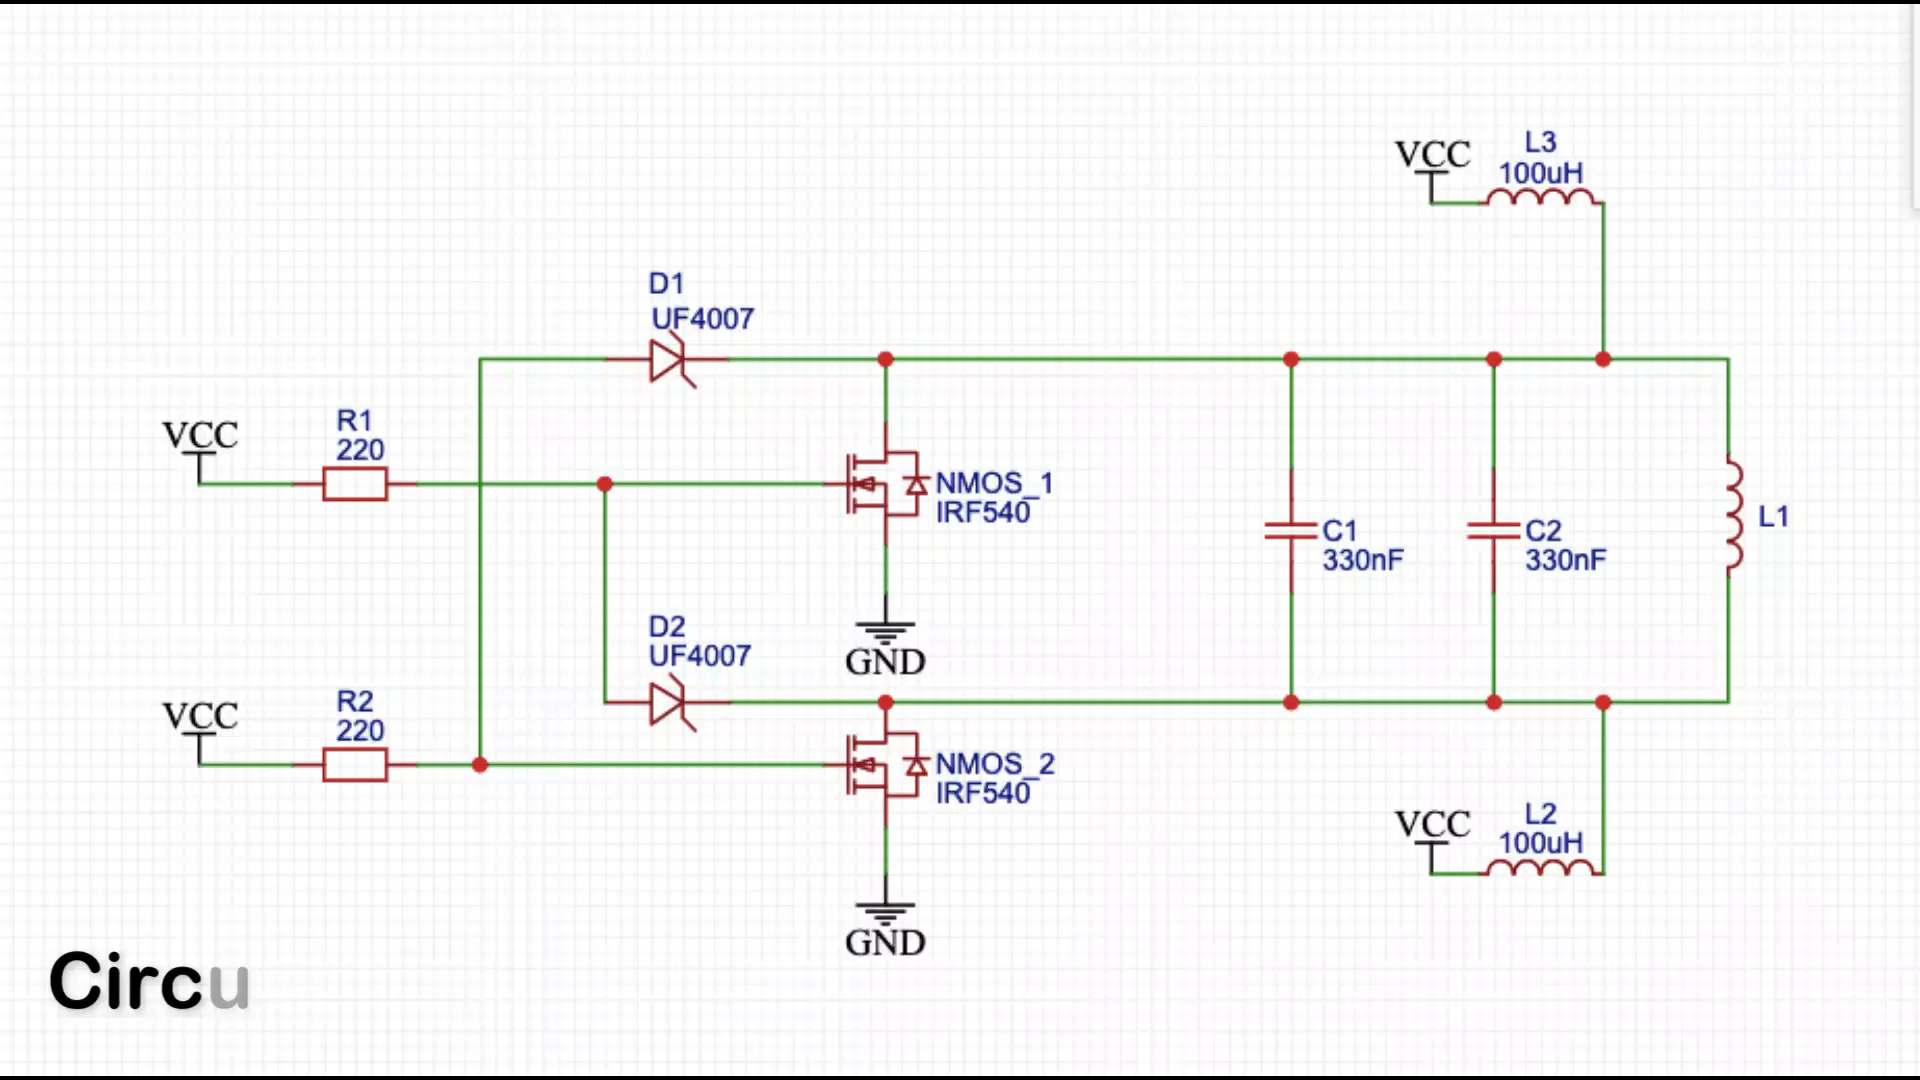 VCC
L3
100uH
D1
UF4007
VCC
R1
220
NMOS_1
IRF540
C1
330nF
C2
330nF
L1
D2
UF4007
GND
VCC
R2
220
NMOS_2
IRF540
VCC
L2
100uH
GND
Circu